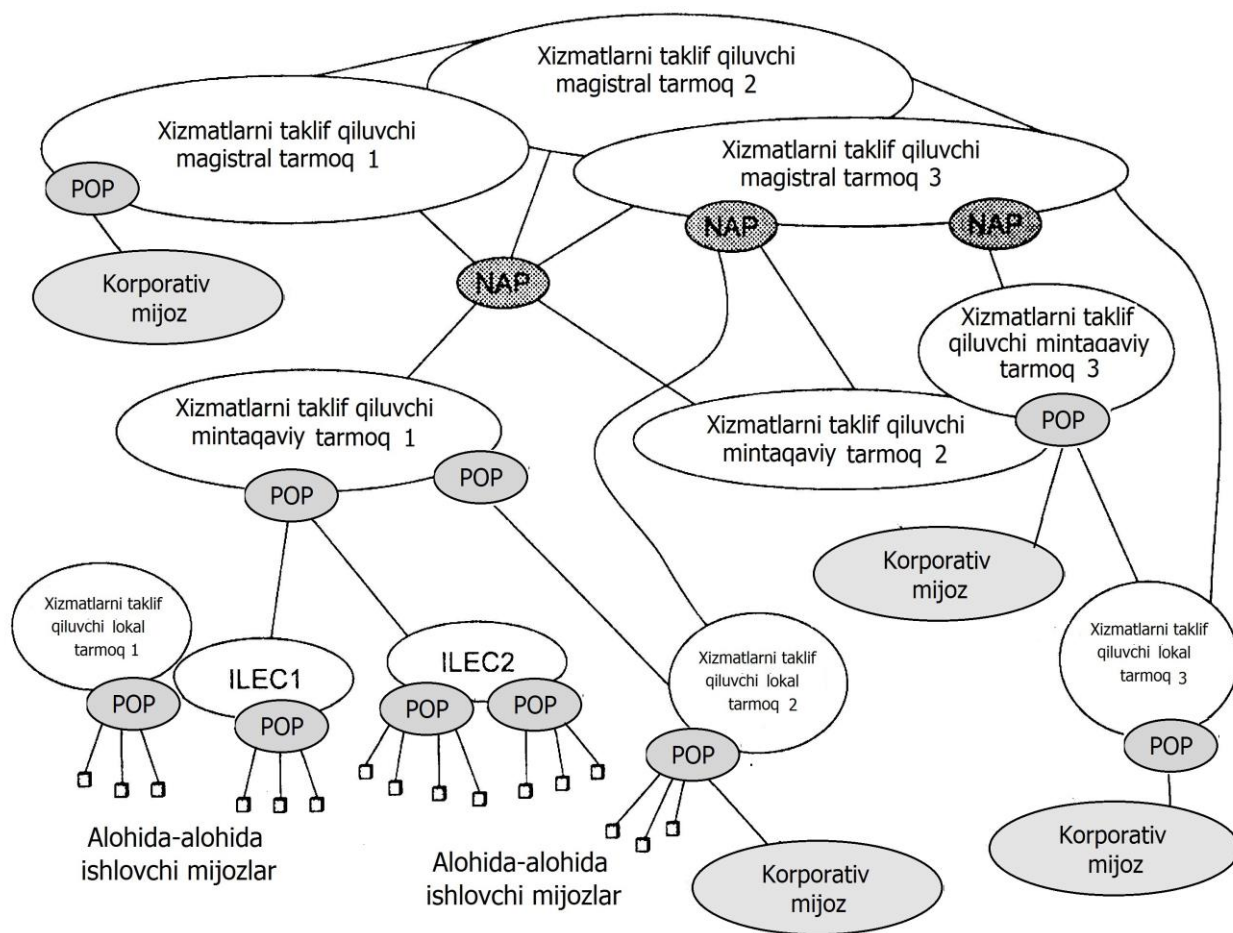 Xizmatlarni taklif qiluvchi
magistral tarmoq 2
Xizmatlarni taklif qiluvchi
magistral tarmoq 1
Xizmatlarni taklif qiluvchi
magistral tarmoq 3
POP
NAP
NAP
NAP
Korporativ
mijoz
Xizmatlarni taklif
qiluvchi mintaqaviy
tarmoq 3
Xizmatlarni taklif qiluvchi
mintaqaviy tarmoq 1
Xizmatlarni taklif qiluvchi
mintaqaviy tarmoq 2
POP
POP
POP
Korporativ
mijoz
Xizmatlarni taklif
qiluvchi lokal
tarmoq 1
ILEC1
ILEC2
Xizmatlarni taklif
qiluvchi lokal
tarmoq 2
Xizmatlarni taklif
qiluvchi lokal
tarmoq 3
POP
POP
POP
POP
POP
POP
Alohida-alohida
ishlovchi mijozlar
Alohida-alohida
ishlovchi mijozlar
Korporativ
mijoz
Korporativ
mijoz